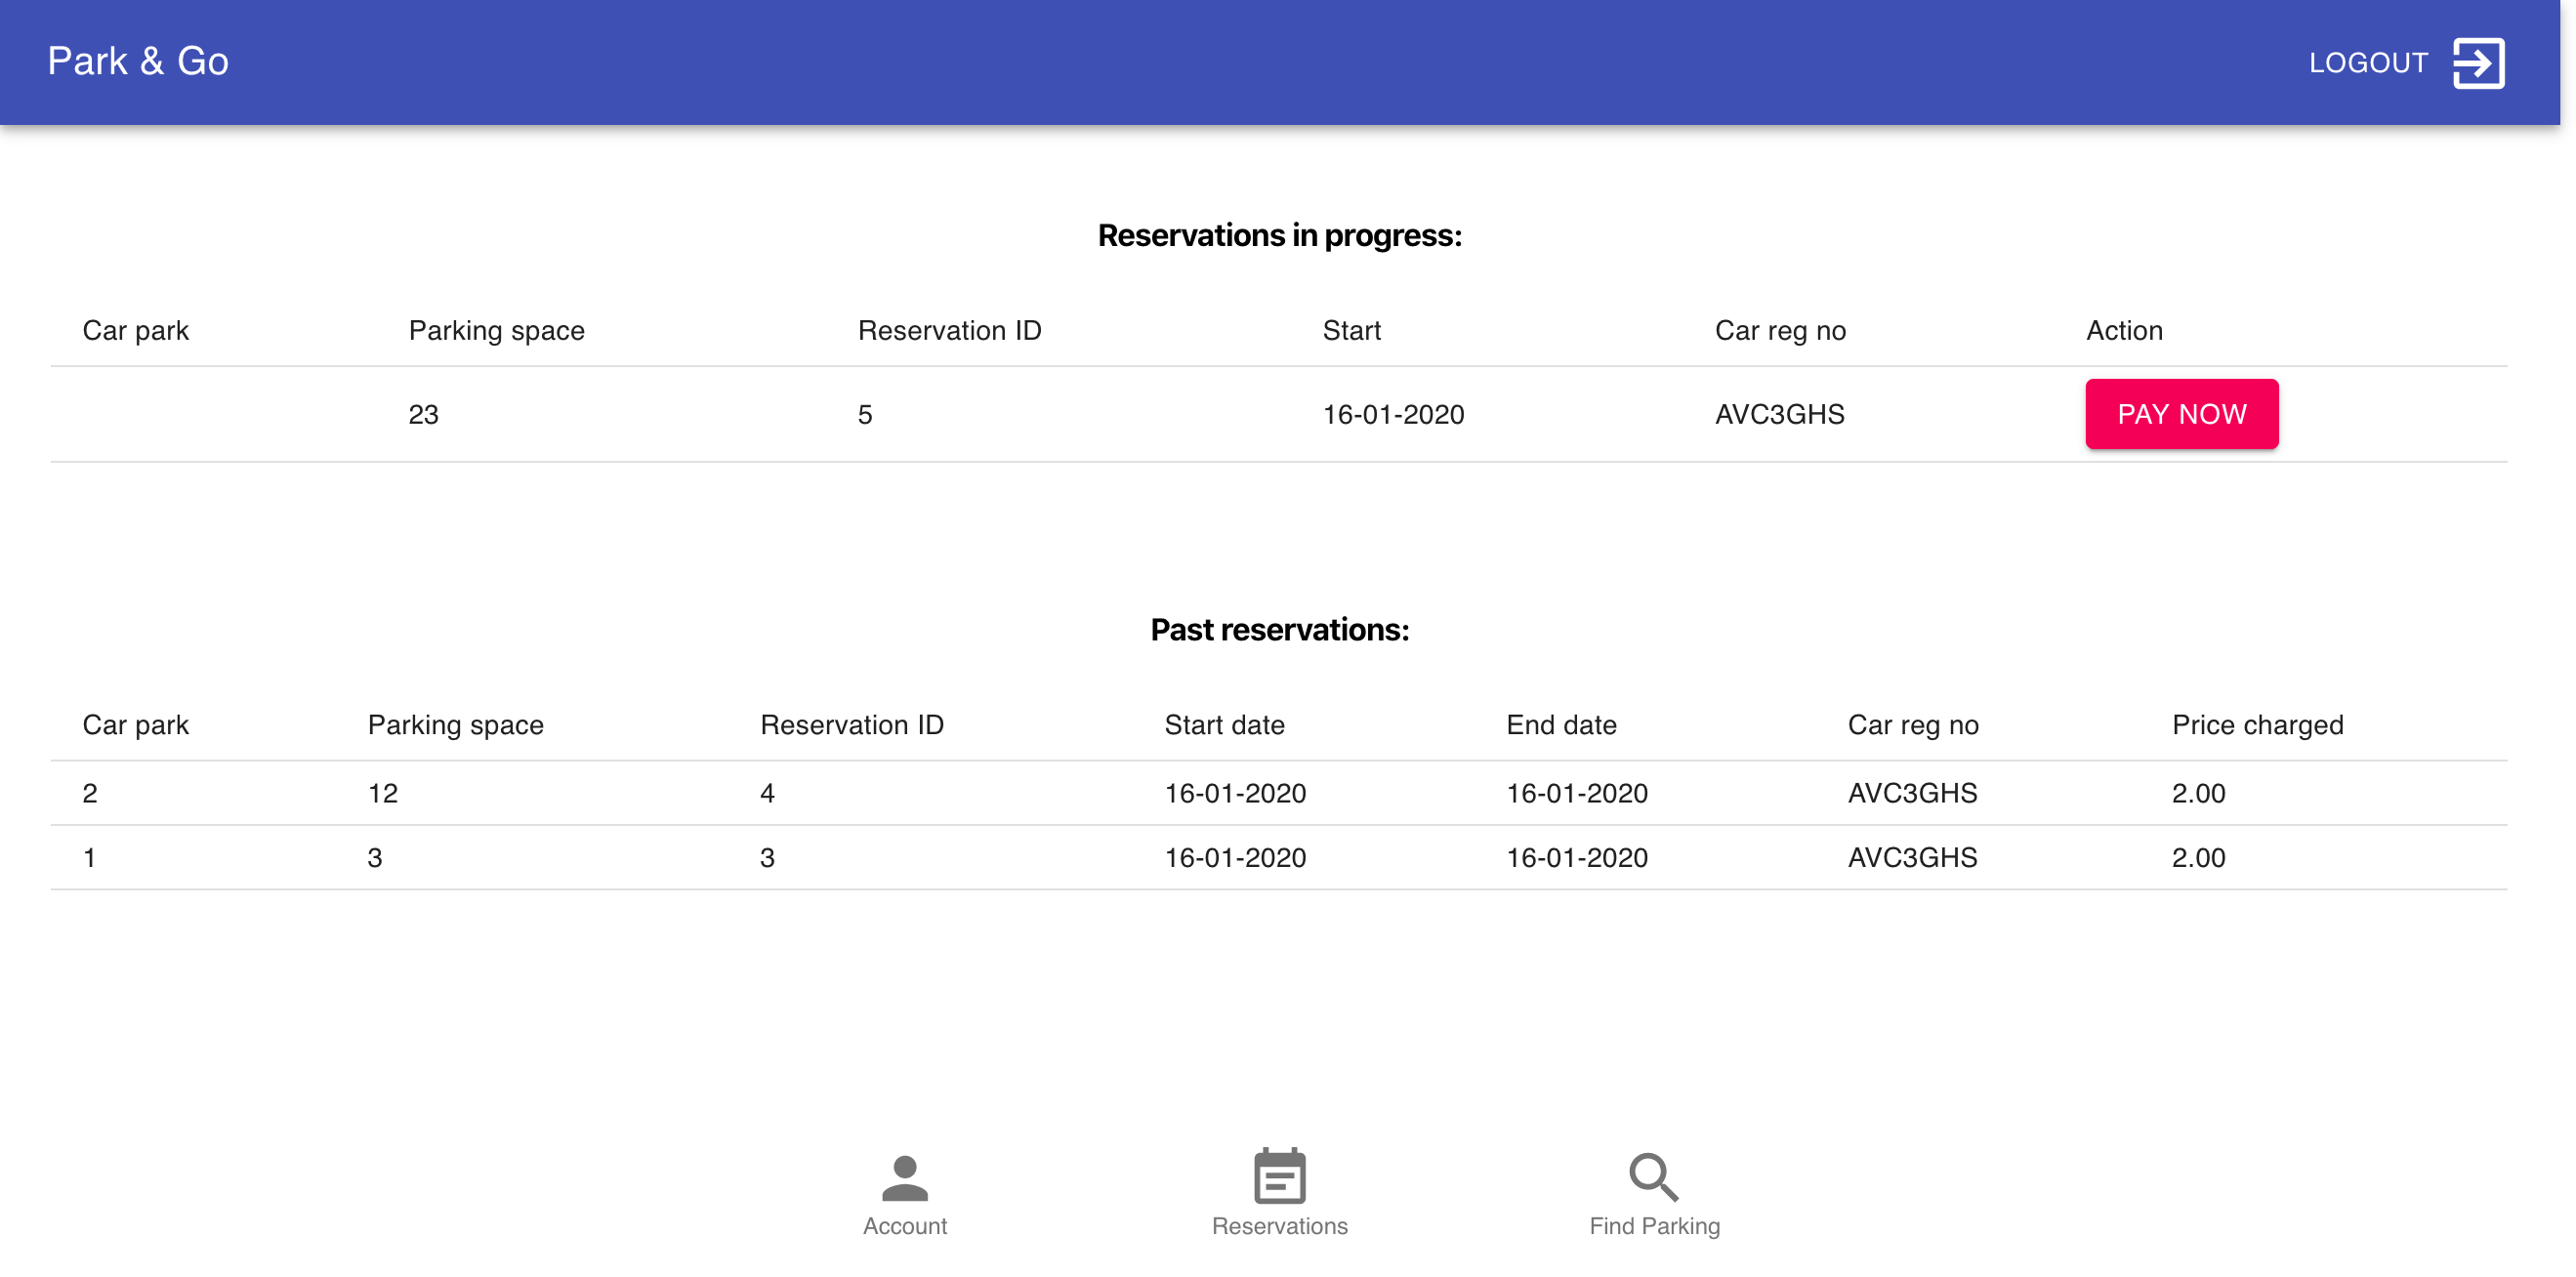 Park & Go LOGOUT
Reservations in progress:
Car park Parking space Reservation ID Start Car reg no Action
23 5 16-01-2020 AVC3GHS PAY NOW
Past reservations:
Car park Parking space Reservation ID Start date End date Car reg no Price charged
2 12 4 16-01-2020 16-01-2020 AVC3GHS 2.00
1 3 3 16-01-2020 16-01-2020 AVC3GHS 2.00
Account Reservations Find Parking